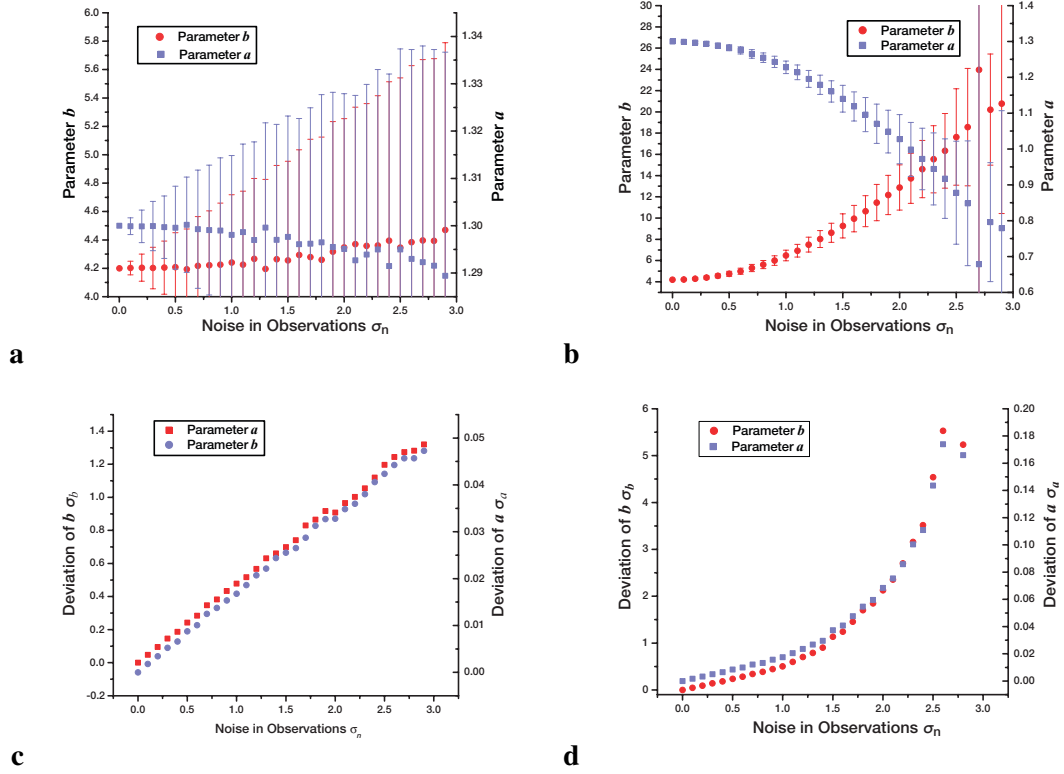 6.0
5.8
5.6
5.4
5.2
5.0
4.8
4.6
4.4
4.2
4.0
Parameter b
Parameter b
Parameter a
1.34
1.33
1.32
1.31
1.30
1.29
Parameter a
0.0 0.5 1.0 1.5 2.0 2.5 3.0
Noise in Observations σn
a
30
28
26
24
22
20
18
16
14
12
10
8
6
4
Parameter b
Parameter b
Parameter a
1.4
1.3
1.2
1.1
1.0
0.9
0.8
0.7
0.6
Parameter a
0.0 0.5 1.0 1.5 2.0 2.5 3.0
Noise in Observations σn
b
1.4
1.2
1.0
0.8
0.6
0.4
0.2
0.0
-0.2
Deviation of b σb
Parameter a
Parameter b
0.05
0.04
0.03
0.02
0.01
0.00
Deviation of a σa
0.0 0.5 1.0 1.5 2.0 2.5 3.0
Noise in Observations σn
c
6
5
4
3
2
1
0
Deviation of b σb
Parameter b
Parameter a
0.20
0.18
0.16
0.14
0.12
0.10
0.08
0.06
0.04
0.02
0.00
Deviation of a σa
0.0 0.5 1.0 1.5 2.0 2.5 3.0
Noise in Observations σn
d